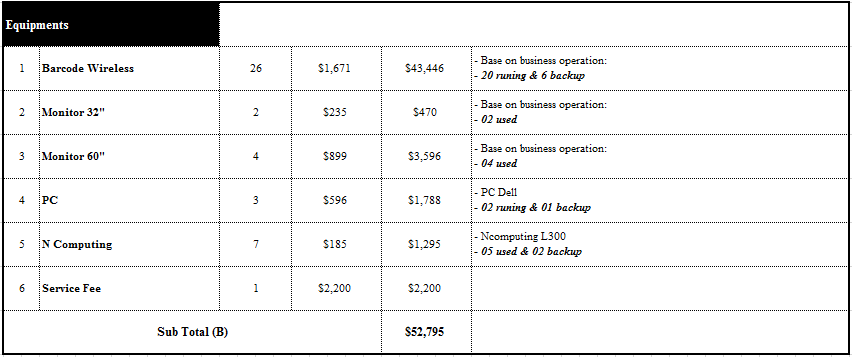 Equipments
1 Barcode Wireless 26 $1,671 $43,446 - Base on business operation:
- 20 runing & 6 backup
2 Monitor 32" 2 $235 $470 - Base on business operation:
- 02 used
3 Monitor 60" 4 $899 $3,596 - Base on business operation:
- 04 used
4 PC 3 $596 $1,788 - PC Dell
- 02 runing & 01 backup
5 N Computing 7 $185 $1,295 - Ncomputing L300
- 05 used & 02 backup
6 Service Fee 1 $2,200 $2,200
Sub Total (B) $52,795